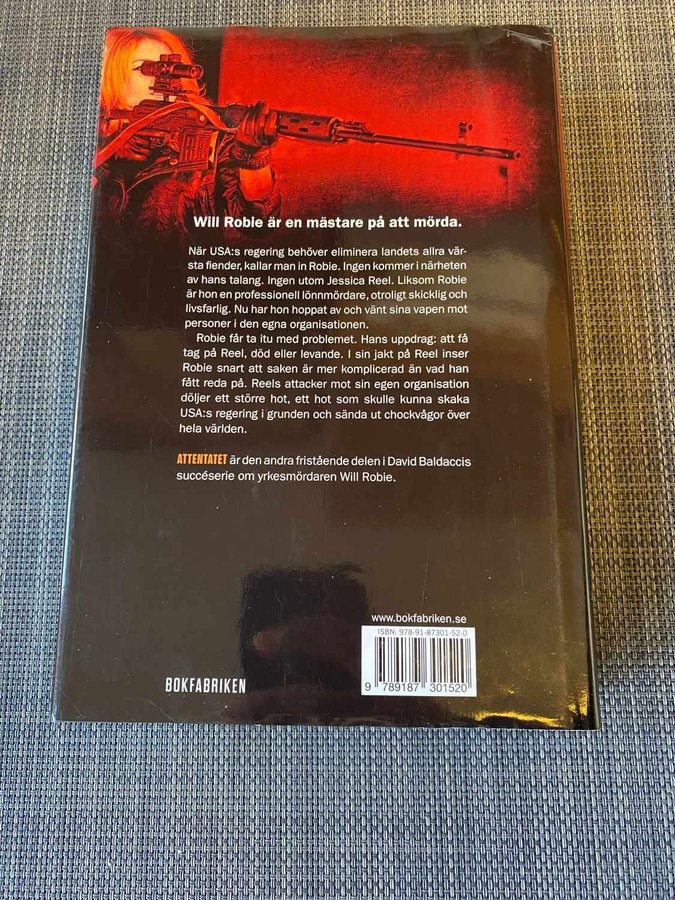 Will Robie är en mästare på att mörda.
När USA:s regering behöver eliminera landets allra vär-
sta fiender, kallar man in Robie. Ingen kommer i närheten
av hans talang. Ingen utom Jessica Reel. Liksom Robie
är hon en professionell lönnmördare, otroligt skicklig och
livsfarlig. Nu har hon hoppat av och vänt sina vapen mot
personer i den egna organisationen.
Robie får ta itu med problemet. Hans uppdrag: att få
tag på Reel, död eller levande. I sin jakt på Reel inser
Robie snart att saken är mer komplicerad än vad han
fått reda på. Reels attacker mot sin egen organisation
döljer ett större hot, ett hot som skulle kunna skaka
USA:s regering i grunden och sända ut chockvågor över
hela världen.
ATTENTATET är den andra fristående delen i David Baldaccis
succéserie om yrkesmördaren Will Robie.
www.bokfabriken.se
ISBN: 978-91-87301-52-0
9 789187 301520
BOKFABRIKEN